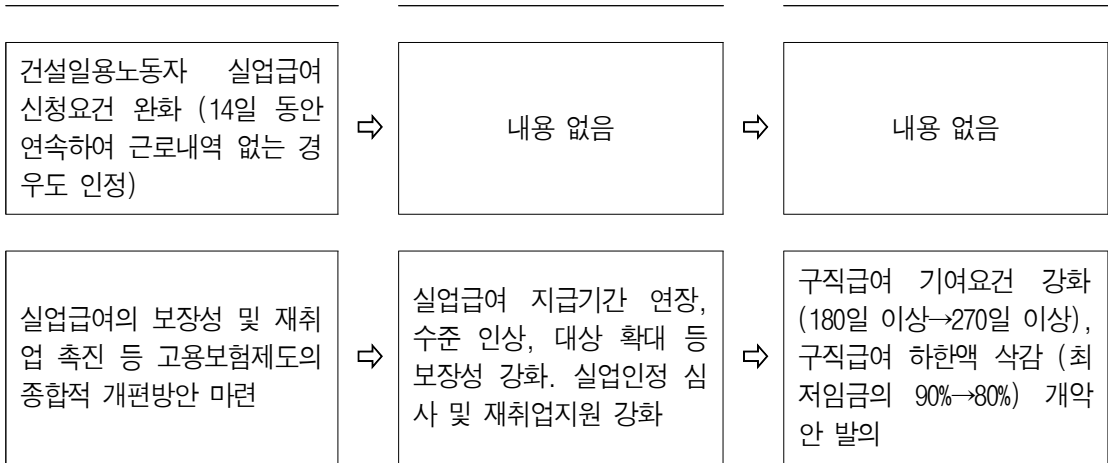 건설일용노동자 실업급여
신청요건 완화 (14일 동안
연속하여 근로내역 없는 경
우도 인정)
⇨
내용 없음
⇨
내용 없음
실업급여의 보장성 및 재취
업 촉진 등 고용보험제도의
종합적 개편방안 마련
⇨
실업급여 지급기간 연장,
수준 인상, 대상 확대 등
보장성 강화. 실업인정 심
사 및 재취업지원 강화
⇨
구직급여 기여요건 강화
(180일 이상→270일 이상),
구직급여 하한액 삭감 (최
저임금의 90%→80%) 개악
안 발의